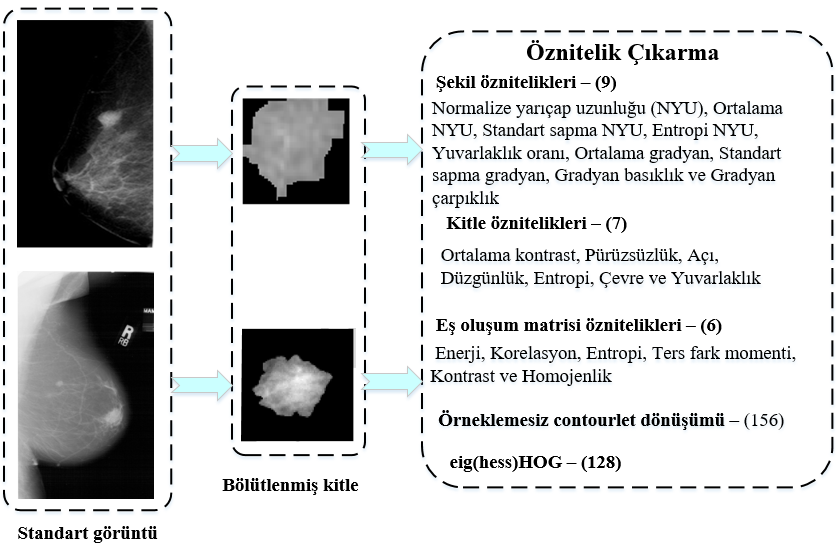 Öznitelik Çıkarma
Şekil öznitelikleri – (9)
Normalize yarıçap uzunluğu (NYU), Ortalama
NYU, Standart sapma NYU, Entropi NYU,
Yuvarlaklık oranı, Ortalama gradyan, Standart
sapma gradyan, Gradyan basıklık ve Gradyan
çarpıklık
Kitle öznitelikleri – (7)
Ortalama kontrast, Pürüzsüzlük, Açı,
Düzgünlük, Entropi, Çevre ve Yuvarlaklık
Eş oluşum matrisi öznitelikleri – (6)
Enerji, Korelasyon, Entropi, Ters fark momenti,
Kontrast ve Homojenlik
Örneklemesiz contourlet dönüşümü – (156)
eig(hess)HOG – (128)
R
Bölütlenmiş kitle
Standart görüntü